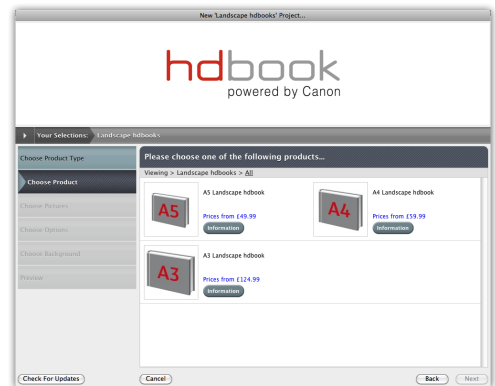 New 'Landscape hdbooks' Project...
hdbook
powered by Canon
Your Selections: Landscape hdbooks
Choose Product Type
Choose Product
Choose Pictures
Choose Options
Choose Background
Preview
Please choose one of the following products...
Viewing > Landscape hdbooks > All
A5
A5 Landscape hdbook
Prices from £49.99
Information
A4
A4 Landscape hdbook
Prices from £59.99
Information
A3
A3 Landscape hdbook
Prices from £124.99
Information
Check For Updates
Cancel
Back
Next